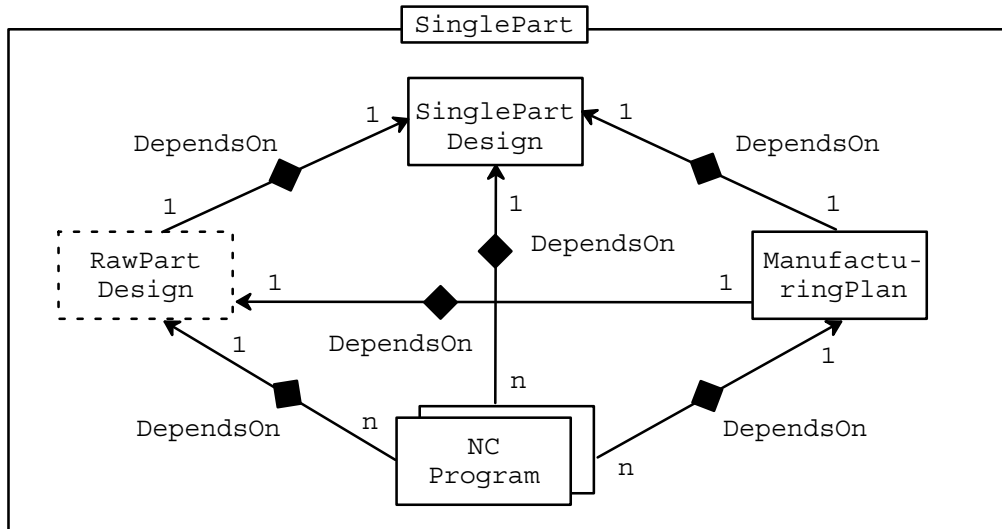 SinglePart
SinglePart
Design
1
1
DependsOn
DependsOn
1
1
1
DependsOn
RawPart
Design
Manufactu-
ringPlan
1
1
DependsOn
1
1
n
DependsOn
DependsOn
n
n
NC
Program